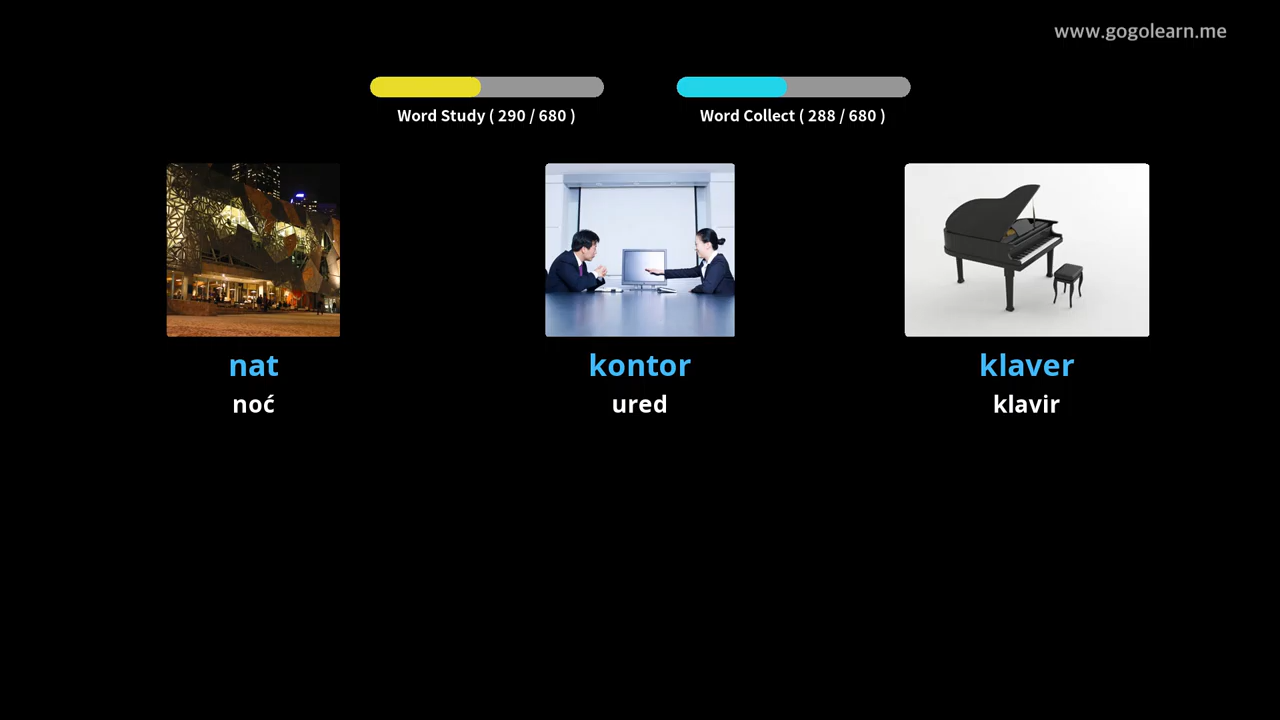 www.gogolearn.me
Word Study ( 290 / 680 )
Word Collect ( 288 / 680 )
nat
noć
kontor
ured
klaver
klavir